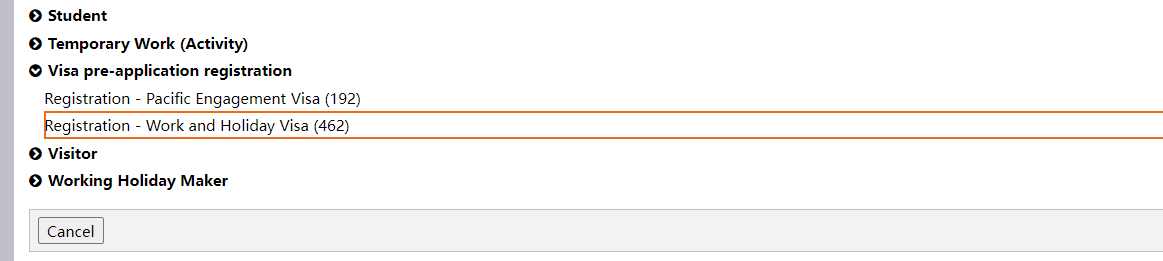 Student
Temporary Work (Activity)
Visa pre-application registration
Registration - Pacific Engagement Visa (192)
Registration - Work and Holiday Visa (462)
Visitor
Working Holiday Maker
Cancel